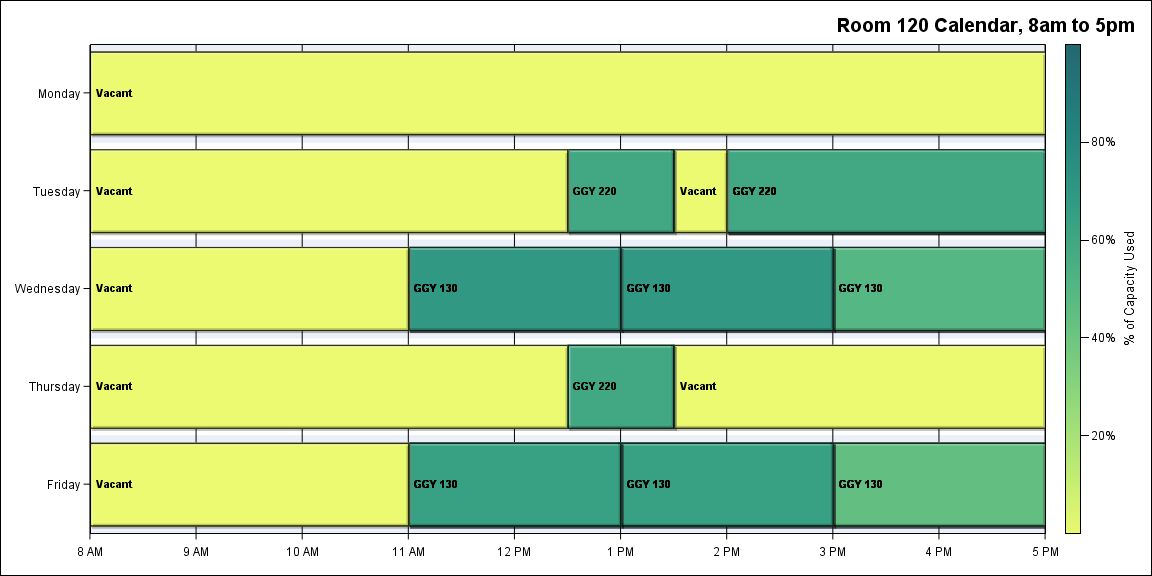 Room 120 Calendar, 8am to 5pm
Monday
Vacant
80%
Tuesday
Vacant
GGY 220
Vacant
GGY 220
60%
% of Capacity Used
Wednesday
Vacant
GGY 130
GGY 130
GGY 130
40%
Thursday
Vacant
GGY 220
Vacant
20%
Friday
Vacant
GGY 130
GGY 130
GGY 130
8 AM 9 AM 10 AM 11 AM 12 PM 1 PM 2 PM 3 PM 4 PM 5 PM